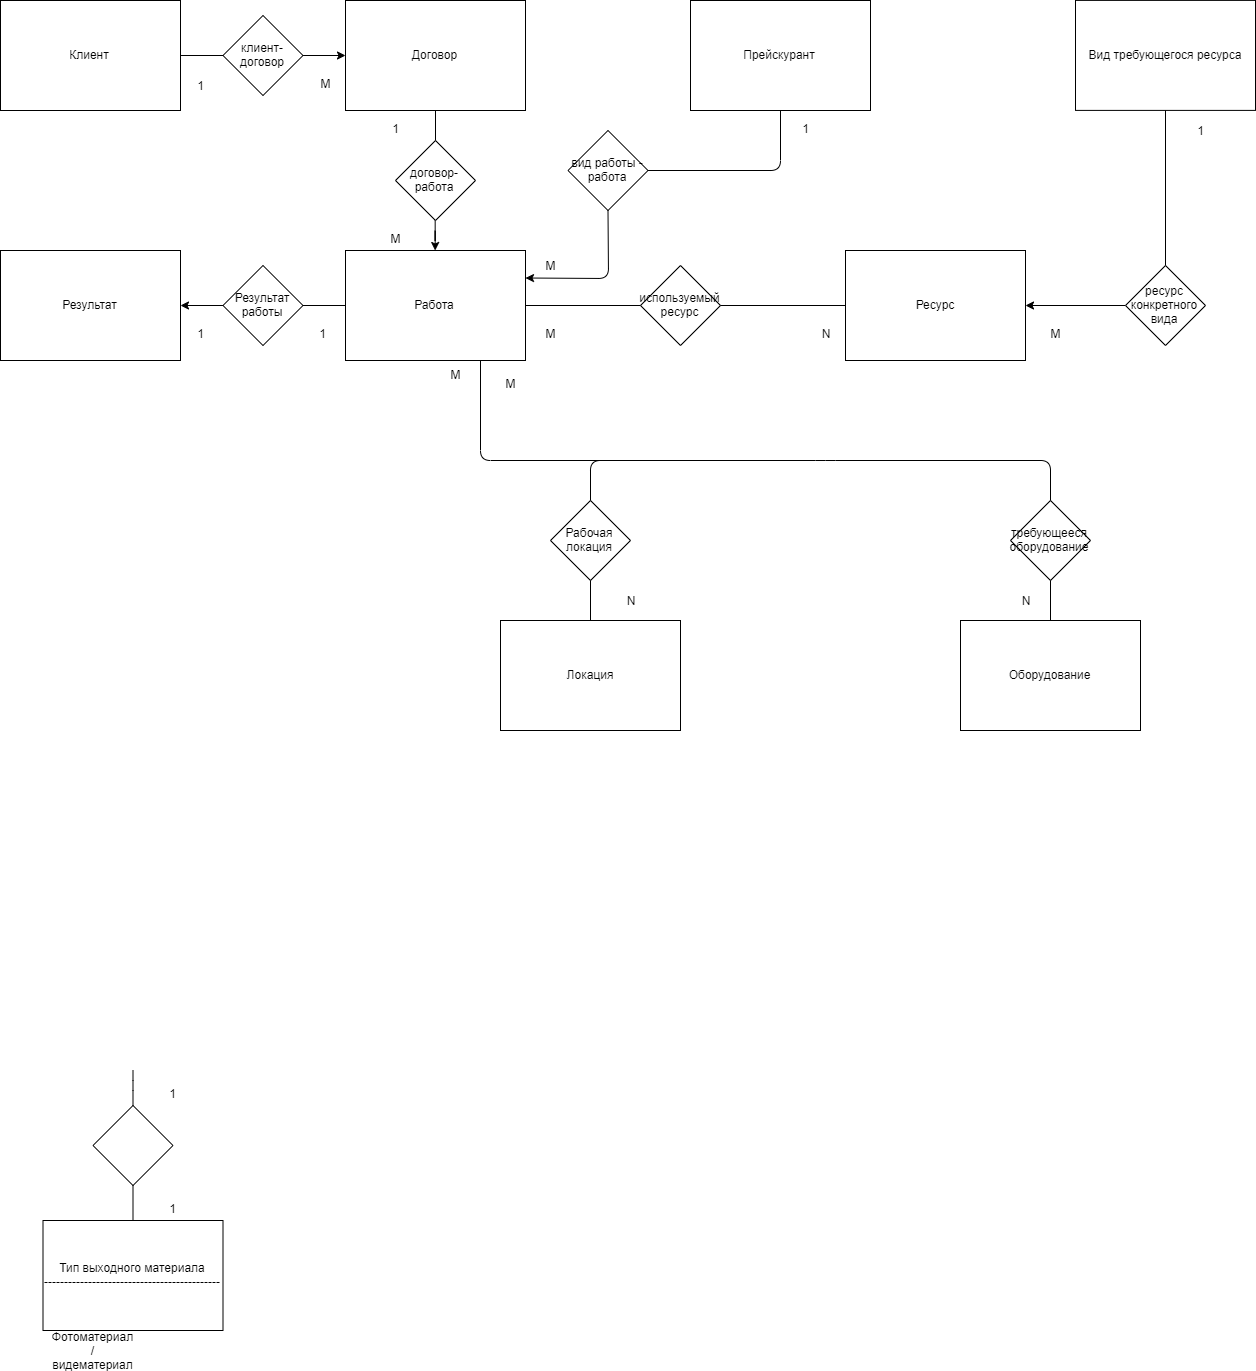 Клиент
клиент-
договор
Договор
Прейскурант
Вид требующегося ресурса
1
M
1
1
1
вид работы -
работа
договор-
работа
M
M
Результат
Результат
работы
Работа
используемый
ресурс
Ресурс
ресурс
конкретного
вида
1
1
M
N
M
M
M
Рабочая
локация
требующееся
оборудование
N
N
Локация
Оборудование
1
1
Тип выходного материала
Фотоматериал
/
видематериал